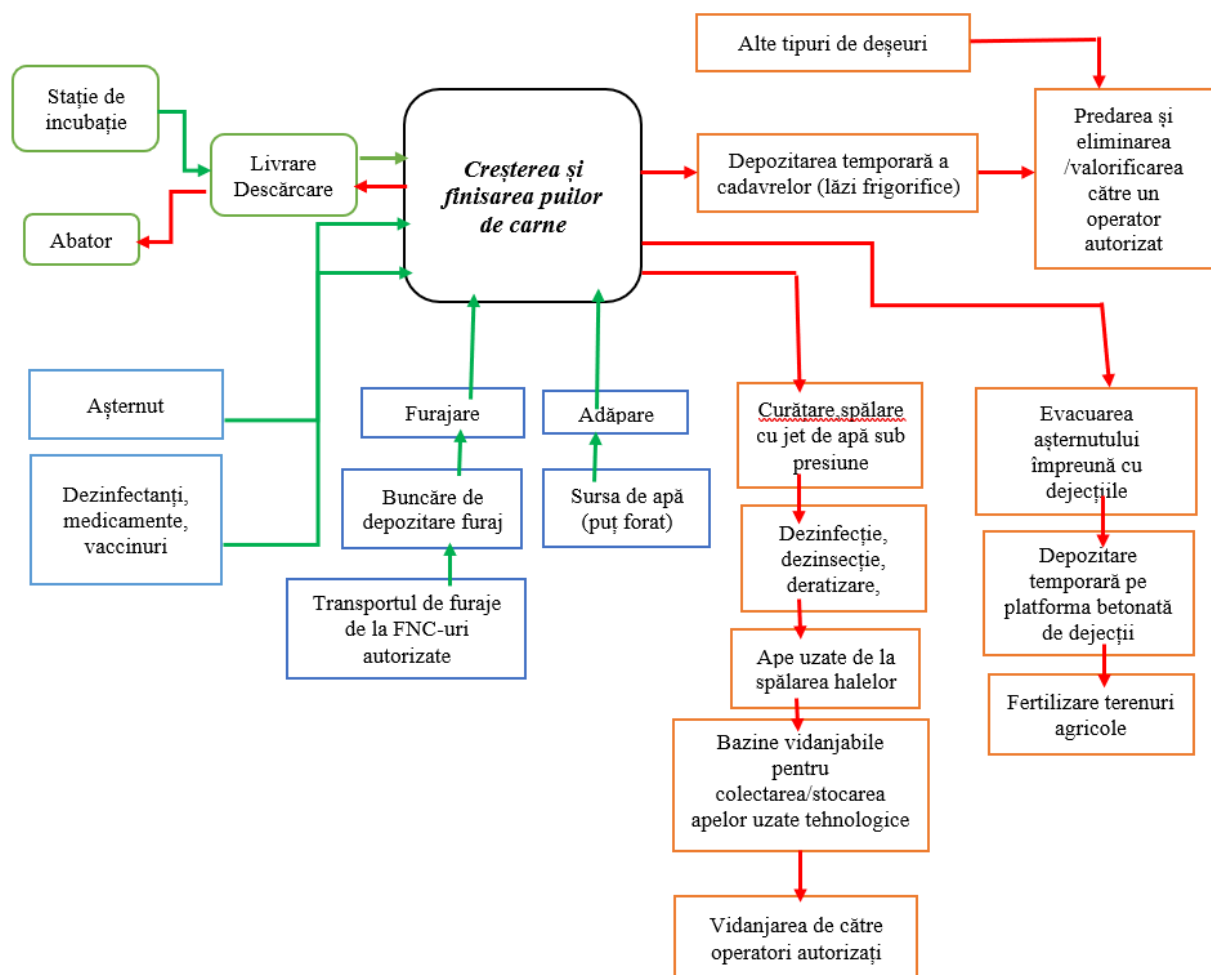 Alte tipuri de deșeuri
Stație de
incubație
Livrare
Descărcare
Abator
Creșterea și
finisarea puilor
de carne
Depozitarea temporară a
cadavrelor (lăzi frigorifice)
Predarea și
eliminarea
/valorificarea
către un
operator
autorizat
Așternut
Dezinfectanți,
medicamente,
vaccinuri
Furajare
Buncăre de
depozitare furaj
Transportul de furaje
de la FNC-uri
autorizate
Adăpare
Sursa de apă
(puț forat)
Curățare,spălare
cu jet de apă sub
presiune
Dezinfecție,
dezinsecție,
deratizare,
Ape uzate de la
spălarea halelor
Bazine vidanjabile
pentru
colectarea/stocarea
apelor uzate tehnologice
Vidanjarea de către
operatori autorizați
Evacuarea
așternutului
împreună cu
dejecțiile
Depozitare
temporară pe
platforma betonată
de dejecții
Fertilizare terenuri
agricole